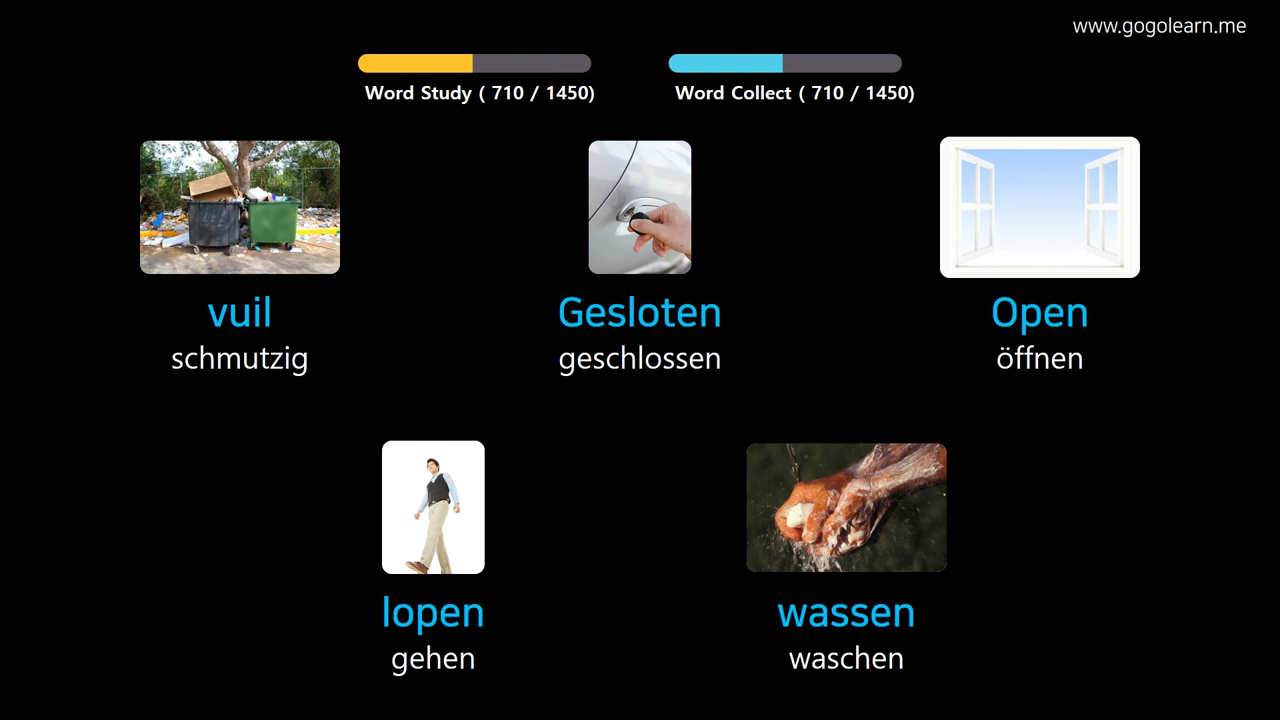 www.gogolearn.me
Word Study ( 710 / 1450)
Word Collect ( 710 / 1450)
vuil
schmutzig
Gesloten
geschlossen
Open
öffnen
lopen
gehen
wassen
waschen